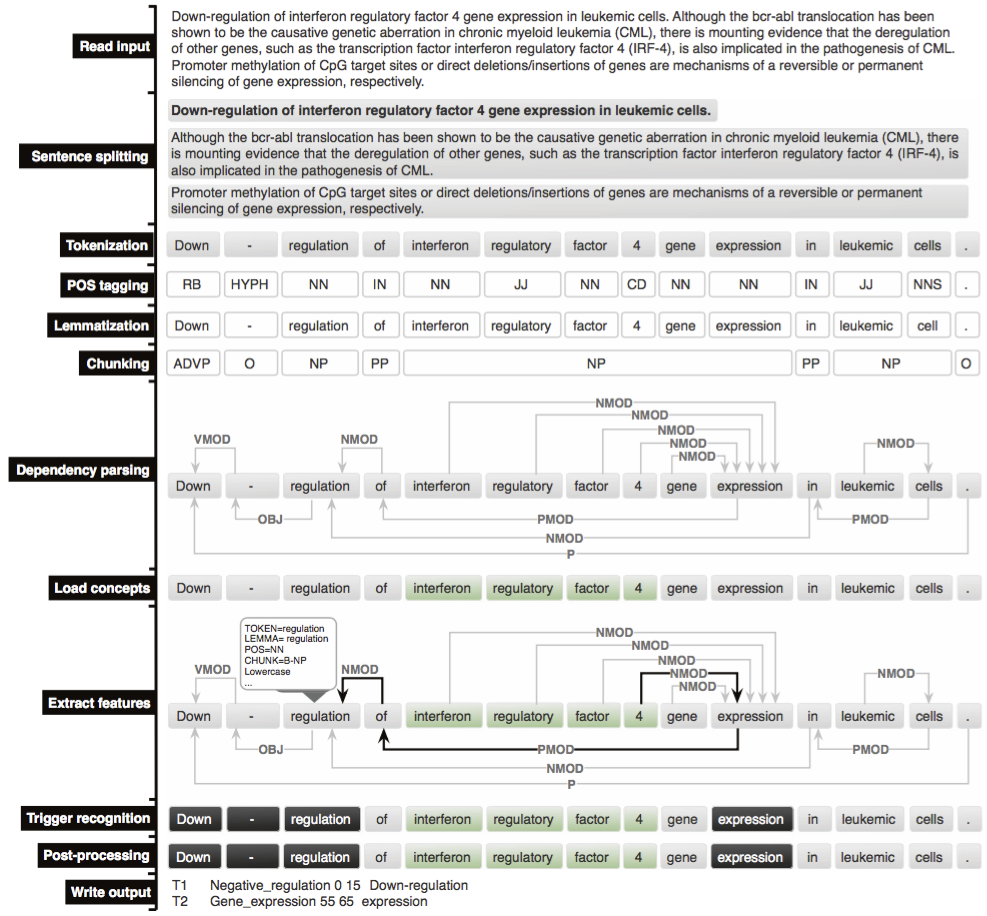 Read input
Down-regulation of interferon regulatory factor 4 gene expression in leukemic cells. Although the bcr-abl translocation has been
shown to be the causative genetic aberration in chronic myeloid leukemia (CML), there is mounting evidence that the deregulation
of other genes, such as the transcription factor interferon regulatory factor 4 (IRF-4), is also implicated in the pathogenesis of CML.
Promoter methylation of CpG target sites or direct deletions/insertions of genes are mechanisms of a reversible or permanent
silencing of gene expression, respectively.
Sentence splitting
Down-regulation of interferon regulatory factor 4 gene expression in leukemic cells.
Although the bcr-abl translocation has been shown to be the causative genetic aberration in chronic myeloid leukemia (CML), there
is mounting evidence that the deregulation of other genes, such as the transcription factor interferon regulatory factor 4 (IRF-4), is
also implicated in the pathogenesis of CML.
Promoter methylation of CpG target sites or direct deletions/insertions of genes are mechanisms of a reversible or permanent
silencing of gene expression, respectively.
Tokenization Down - regulation of interferon regulatory factor 4 gene expression in leukemic cells .
POS tagging RB HYPH NN IN NN JJ NN CD NN NN IN JJ NNS .
Lemmatization Down - regulation of interferon regulatory factor 4 gene expression in leukemic cell .
Chunking ADVP O NP PP NP PP NP O
Dependency parsing
NMOD
NMOD
NMOD
VMOD NMOD NMOD NMOD
NMOD
Down - regulation of interferon regulatory factor 4 gene expression in leukemic cells .
OBJ PMOD PMOD
NMOD
P
Load concepts Down - regulation of interferon regulatory factor 4 gene expression in leukemic cells .
Extract features
TOKEN=regulation
LEMMA= regulation
POS=NN
CHUNK=B-NP
Lowercase
...
NMOD
NMOD
NMOD
VMOD NMOD NMOD NMOD
NMOD
Down - regulation of interferon regulatory factor 4 gene expression in leukemic cells .
OBJ PMOD PMOD
NMOD
P
Trigger recognition Down - regulation of interferon regulatory factor 4 gene expression in leukemic cells .
Post-processing Down - regulation of interferon regulatory factor 4 gene expression in leukemic cells .
Write output
T1 Negative_regulation 0 15 Down-regulation
T2 Gene_expression 55 65 expression